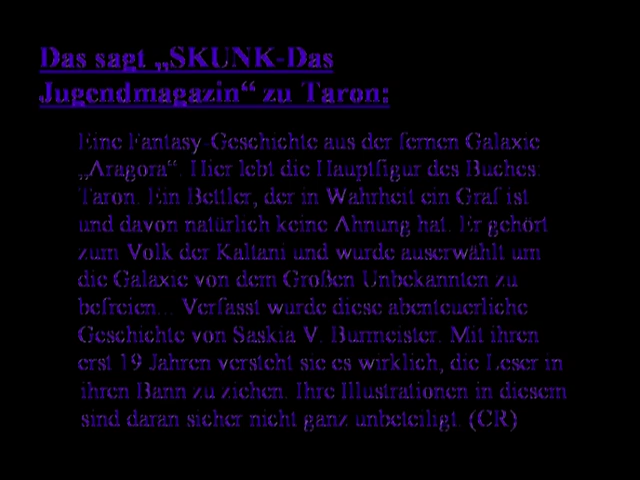 Das sagt „SKUNK-Das
Jugendmagazin“ zu Taron:
Eine Fantasy-Geschichte aus der fernen Galaxie
„Aragora“. Hier lebt die Hauptfigur des Buches:
Taron. Ein Bettler, der in Wahrheit ein Graf ist
und davon natürlich keine Ahnung hat. Er gehört
zum Volk der Kaltani und wurde auserwählt um
die Galaxie von dem Großen Unbekannten zu
befreien... Verfasst wurde diese abenteuerliche
Geschichte von Saskia V. Burmeister. Mit ihren
erst 19 Jahren versteht sie es wirklich, die Leser in
ihren Bann zu ziehen. Ihre Illustrationen in diesem
sind daran sicher nicht ganz unbeteiligt. (CR)